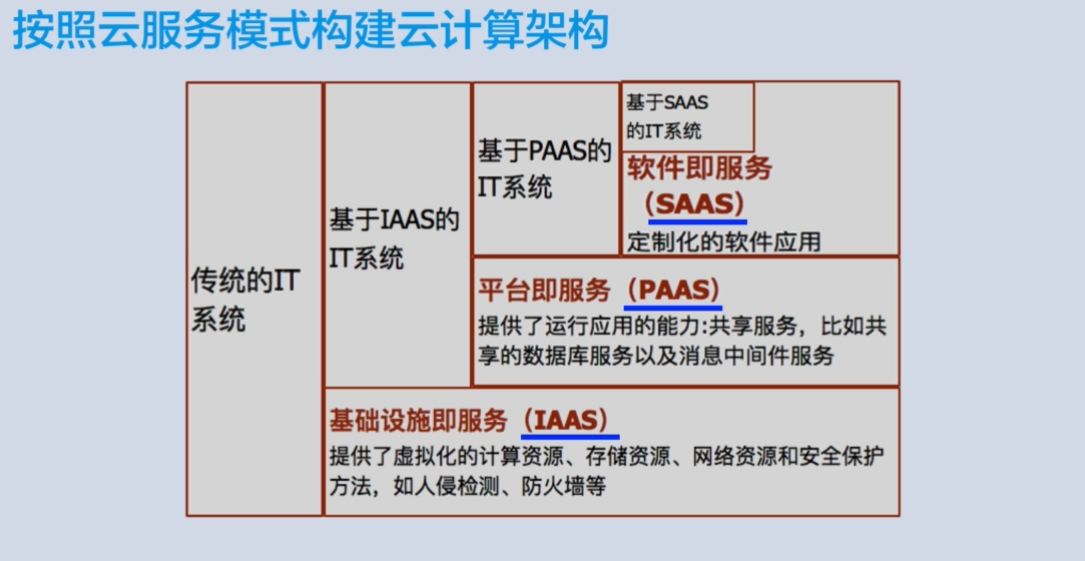 按照云服务模式构建云计算架构
传统的IT
系统
基于IAAS的
IT系统
基于PAAS的
IT系统
基于SAAS
的IT系统
软件即服务
（SAAS）
定制化的软件应用
平台即服务（PAAS）
提供了运行应用的能力:共享服务，比如共
享的数据库服务以及消息中间件服务
基础设施即服务（IAAS）
提供了虚拟化的计算资源、存储资源、网络资源和安全保护
方法，如人侵检测、防火墙等